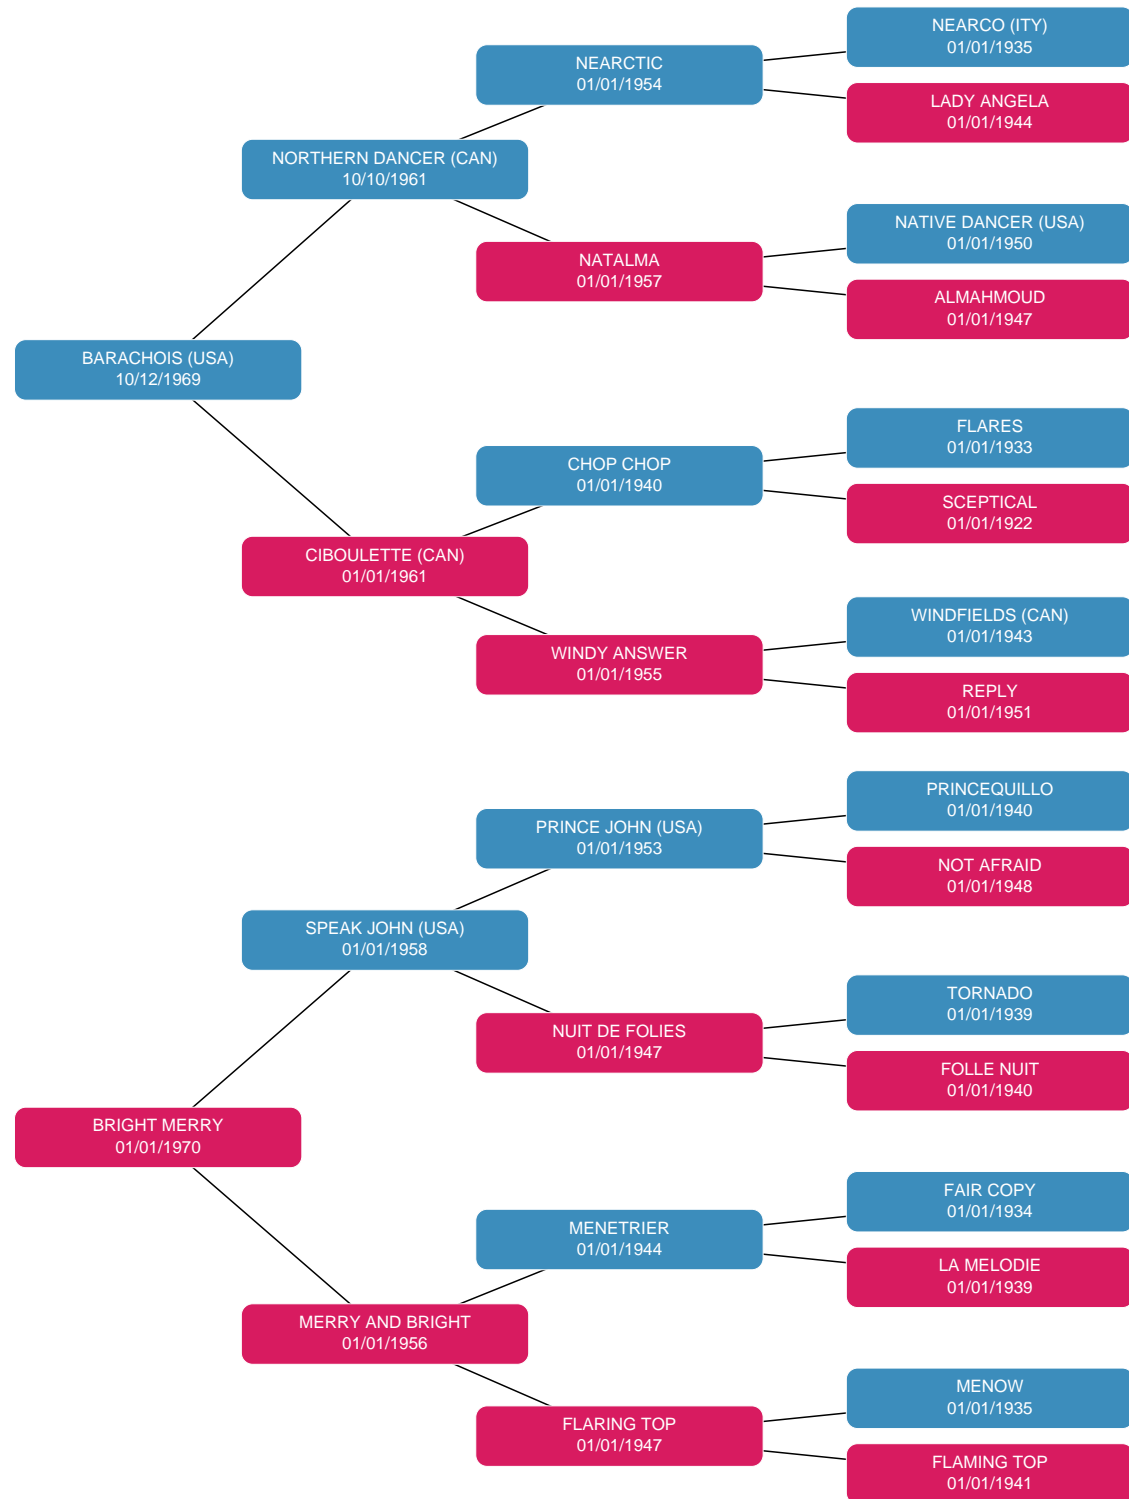 NEARCO (ITY)
01/01/1935
NEARCTIC
01/01/1954
LADY ANGELA
01/01/1944
NORTHERN DANCER (CAN)
10/10/1961
NATIVE DANCER (USA)
01/01/1950
NATALMA
01/01/1957
ALMAHMOUD
01/01/1947
BARACHOIS (USA)
10/12/1969
FLARES
01/01/1933
CHOP CHOP
01/01/1940
SCEPTICAL
01/01/1922
CIBOULETTE (CAN)
01/01/1961
WINDFIELDS (CAN)
01/01/1943
WINDY ANSWER
01/01/1955
REPLY
01/01/1951
PRINCEQUILLO
01/01/1940
PRINCE JOHN (USA)
01/01/1953
NOT AFRAID
01/01/1948
SPEAK JOHN (USA)
01/01/1958
TORNADO
01/01/1939
NUIT DE FOLIES
01/01/1947
FOLLE NUIT
01/01/1940
BRIGHT MERRY
01/01/1970
FAIR COPY
01/01/1934
MENETRIER
01/01/1944
LA MELODIE
01/01/1939
MERRY AND BRIGHT
01/01/1956
MENOW
01/01/1935
FLARING TOP
01/01/1947
FLAMING TOP
01/01/1941